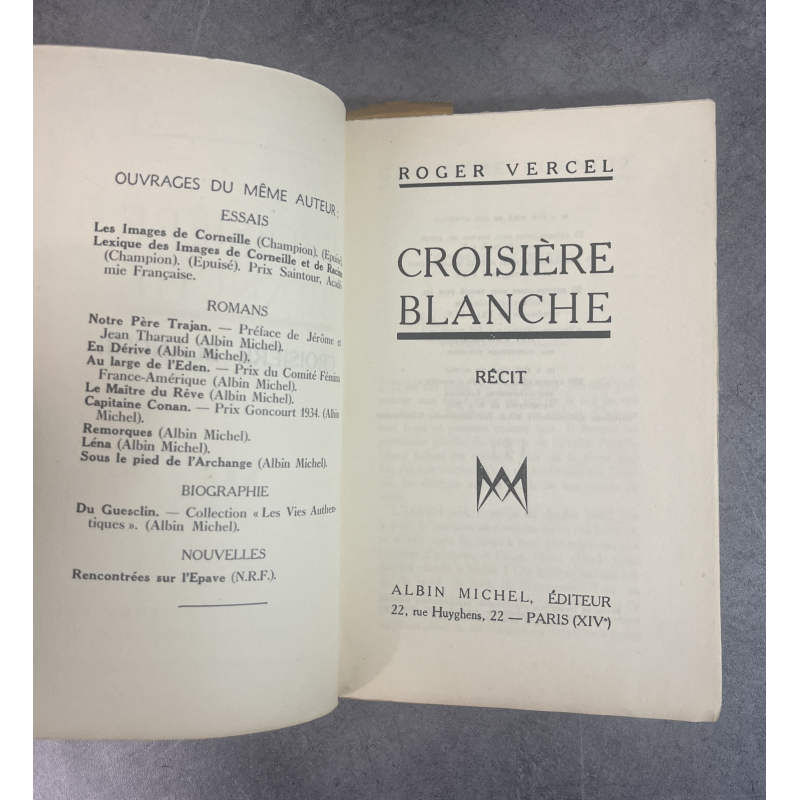 OUVRAGES DU MÊME AUTEUR :
ESSAIS
Les Images de Corneille (Champion). (Epuisé).
Lexique des Images de Corneille et de Racine
(Champion). (Epuisé). Prix Saintour, Acadé-
mie Française.
ROMANS
Notre Père Trajan. — Préface de Jérôme et
Jean Tharaud (Albin Michel).
En Dérive (Albin Michel).
Au large de l'Eden. — Prix du Comité Fémina
France-Amérique (Albin Michel).
Le Maître du Rêve (Albin Michel).
Capitaine Conan. — Prix Goncourt 1934. (Albin
Michel).
Remorques (Albin Michel).
Léna (Albin Michel).
Sous le pied de l'Archange (Albin Michel).
BIOGRAPHIE
Du Guesclin. — Collection « Les Vies Authen-
tiques ». (Albin Michel).
NOUVELLES
Rencontrées sur l'Epave (N.R.F.).
ROGER VERCEL
CROISIÈRE
BLANCHE
RÉCIT
ALBIN MICHEL, ÉDITEUR
22, rue Huyghens, 22 — PARIS (XIVe)